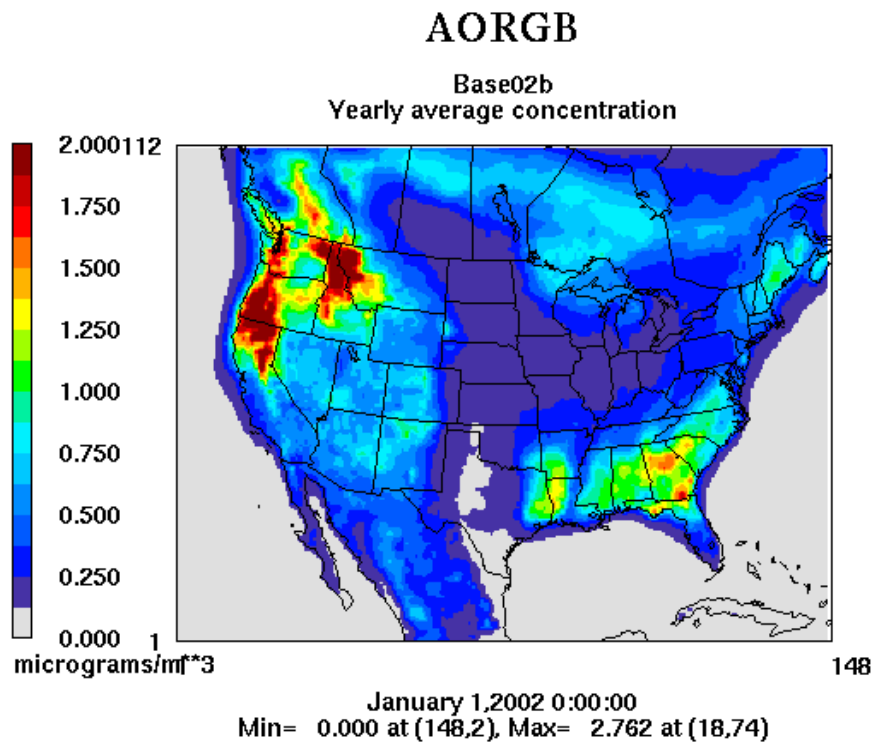 AORGB
Base02b
Yearly average concentration
2.000
1.750
1.500
1.250
1.000
0.750
0.500
0.250
0.000
112
1
micrograms/m**3
148
January 1,2002 0:00:00
Min= 0.000 at (148,2), Max= 2.762 at (18,74)